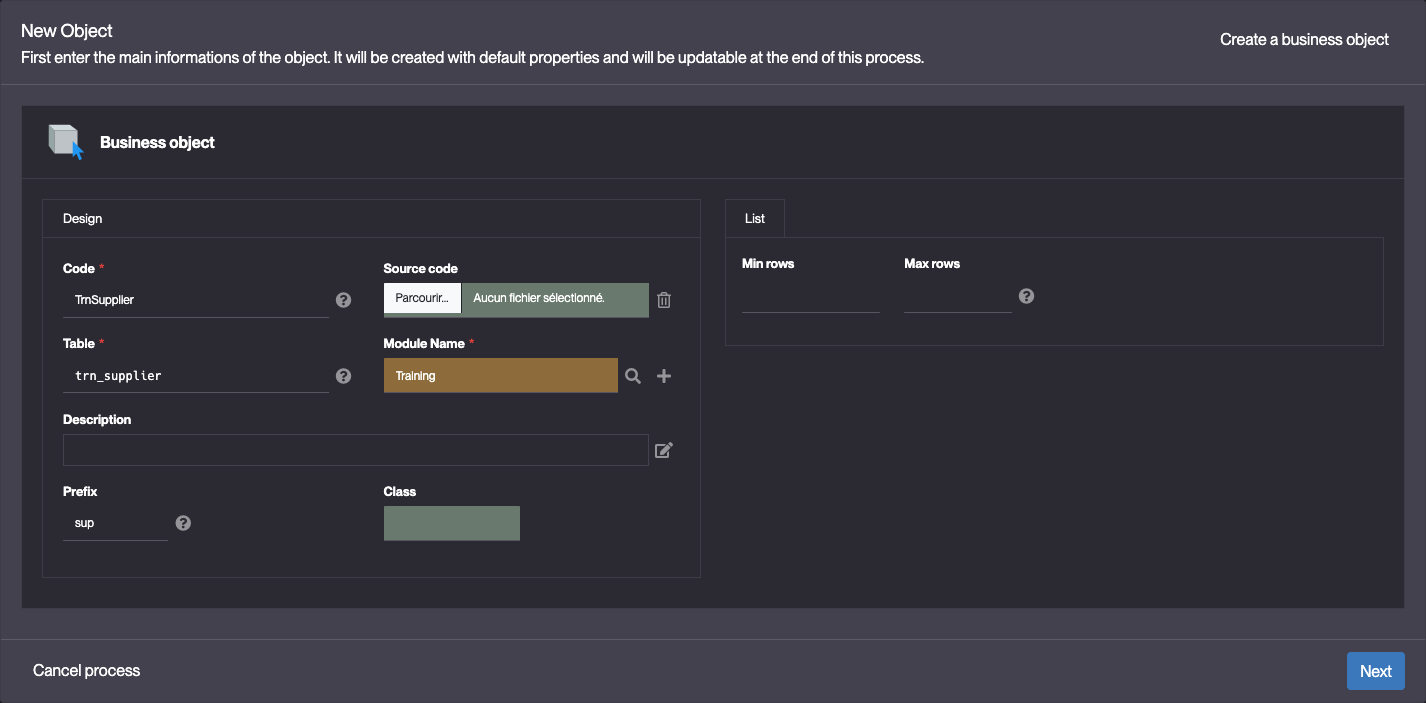 New Object
First enter the main informations of the object. It will be created with default properties and will be updatable at the end of this process.
Create a business object
Business object
Design
Code *
TrnSupplier
Source code
Parcourir... Aucun fichier sélectionné.
Table *
trn_supplier
Module Name *
Training
Description
Prefix
sup
Class
List
Min rows
Max rows
Cancel process
Next